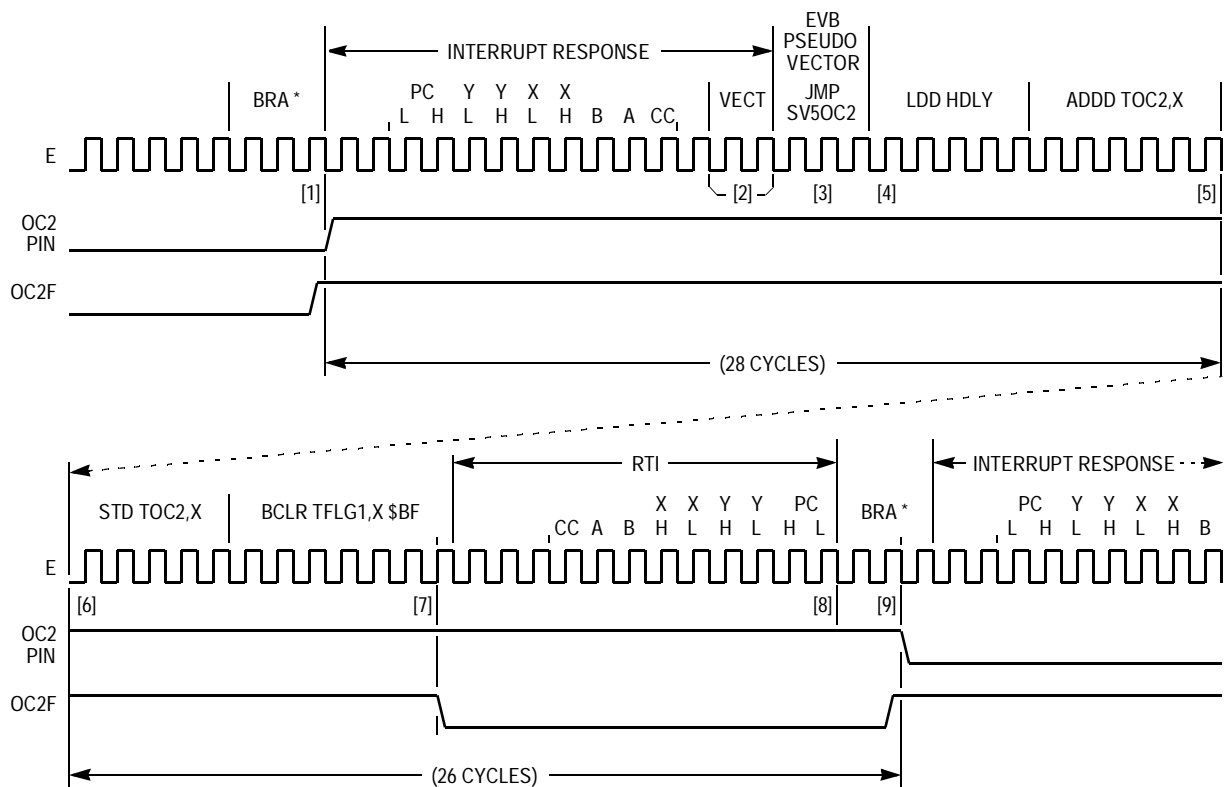 EVB
PSEUDO
VECTOR
INTERRUPT RESPONSE
BRA *
PC Y Y X X
L H L H L H B A CC
VECT
JMP
SV5OC2
LDD HDLY
ADDD TOC2,X
E
[1] [2] [3] [4] [5]
OC2
PIN
OC2F
(28 CYCLES)
RTI
INTERRUPT RESPONSE
STD TOC2,X
BCLR TFLG1,X $BF
X X Y Y PC
CC A B H L H L H L
BRA *
PC Y Y X X
L H L H L H B
E
[6] [7] [8] [9]
OC2
PIN
OC2F
(26 CYCLES)